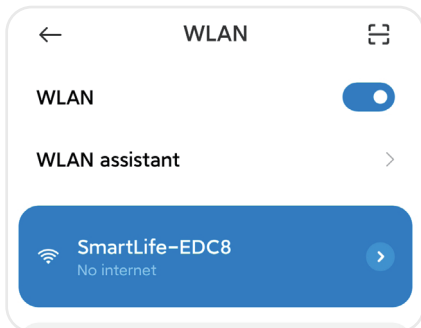 WLAN
WLAN
WLAN assistant
SmartLife-EDC8
No internet